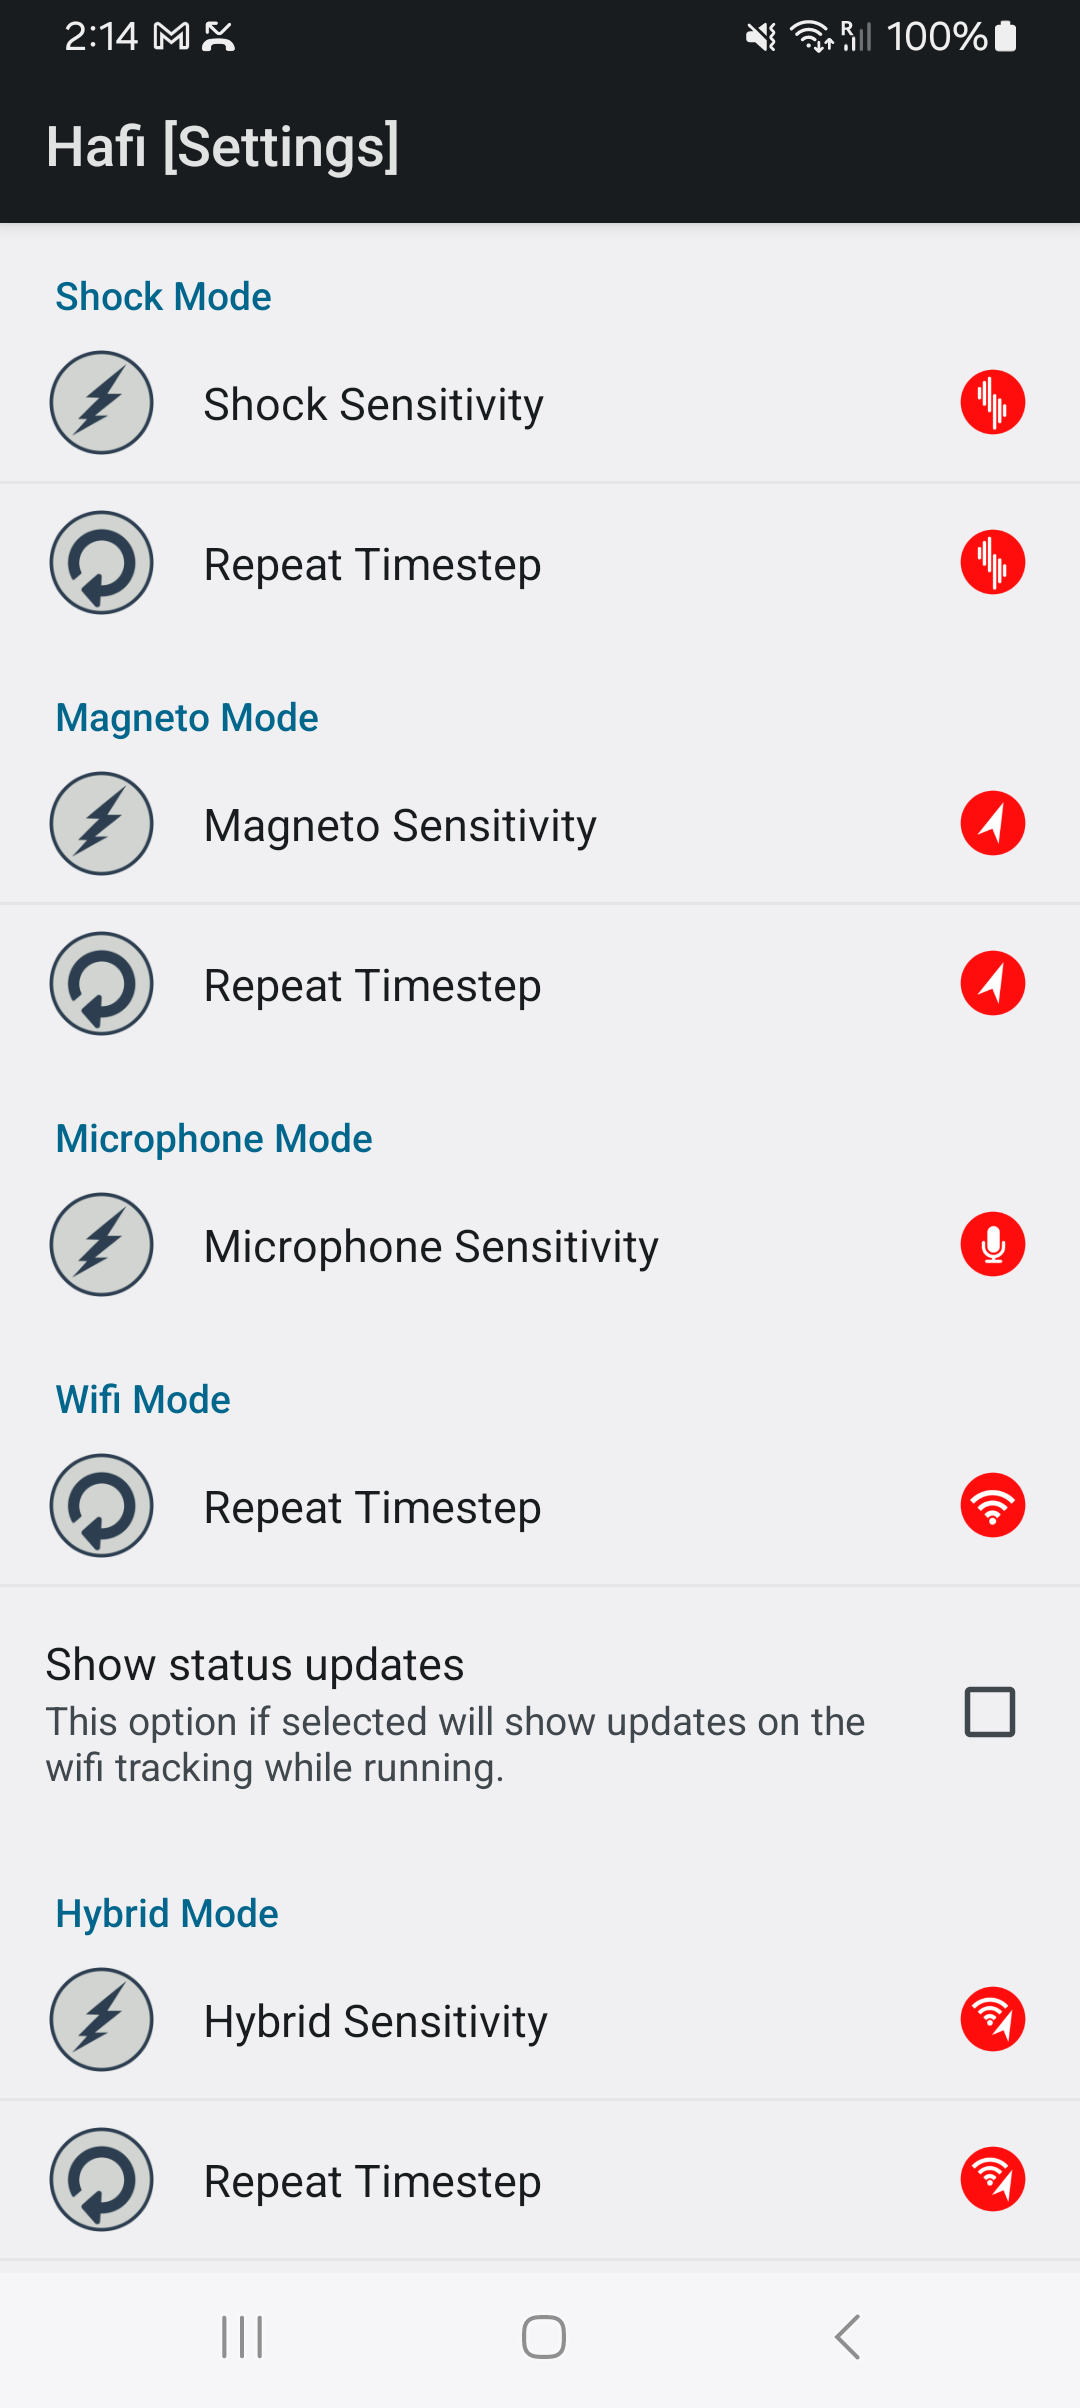 2:14 R 100%
Hafi [Settings]
Shock Mode
Shock Sensitivity
Repeat Timestep
Magneto Mode
Magneto Sensitivity
Repeat Timestep
Microphone Mode
Microphone Sensitivity
Wifi Mode
Repeat Timestep
Show status updates
This option if selected will show updates on the
wifi tracking while running.
Hybrid Mode
Hybrid Sensitivity
Repeat Timestep